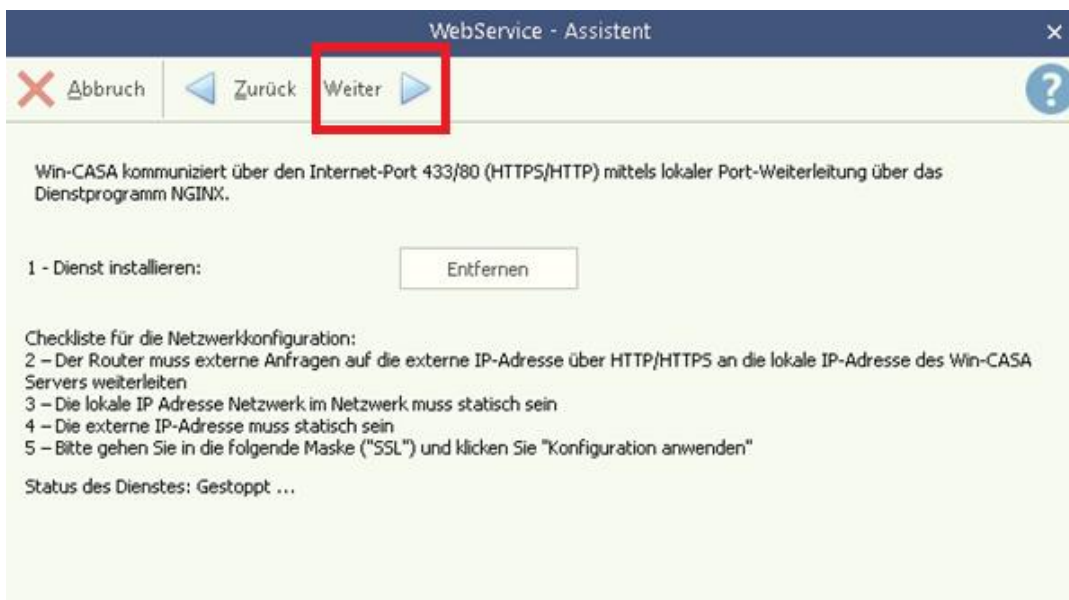 WebService - Assistent
Abbruch Zurück Weiter
Win-CASA kommuniziert über den Internet-Port 433/80 (HTTPS/HTTP) mittels lokaler Port-Weiterleitung über das
Dienstprogramm NGINX.
1 - Dienst installieren: Entfernen
Checkliste für die Netzwerkkonfiguration:
2 – Der Router muss externe Anfragen auf die externe IP-Adresse über HTTP/HTTPS an die lokale IP-Adresse des Win-CASA
Servers weiterleiten
3 – Die lokale IP Adresse Netzwerk im Netzwerk muss statisch sein
4 – Die externe IP-Adresse muss statisch sein
5 – Bitte gehen Sie in die folgende Maske ("SSL") und klicken Sie "Konfiguration anwenden"
Status des Dienstes: Gestoppt ...